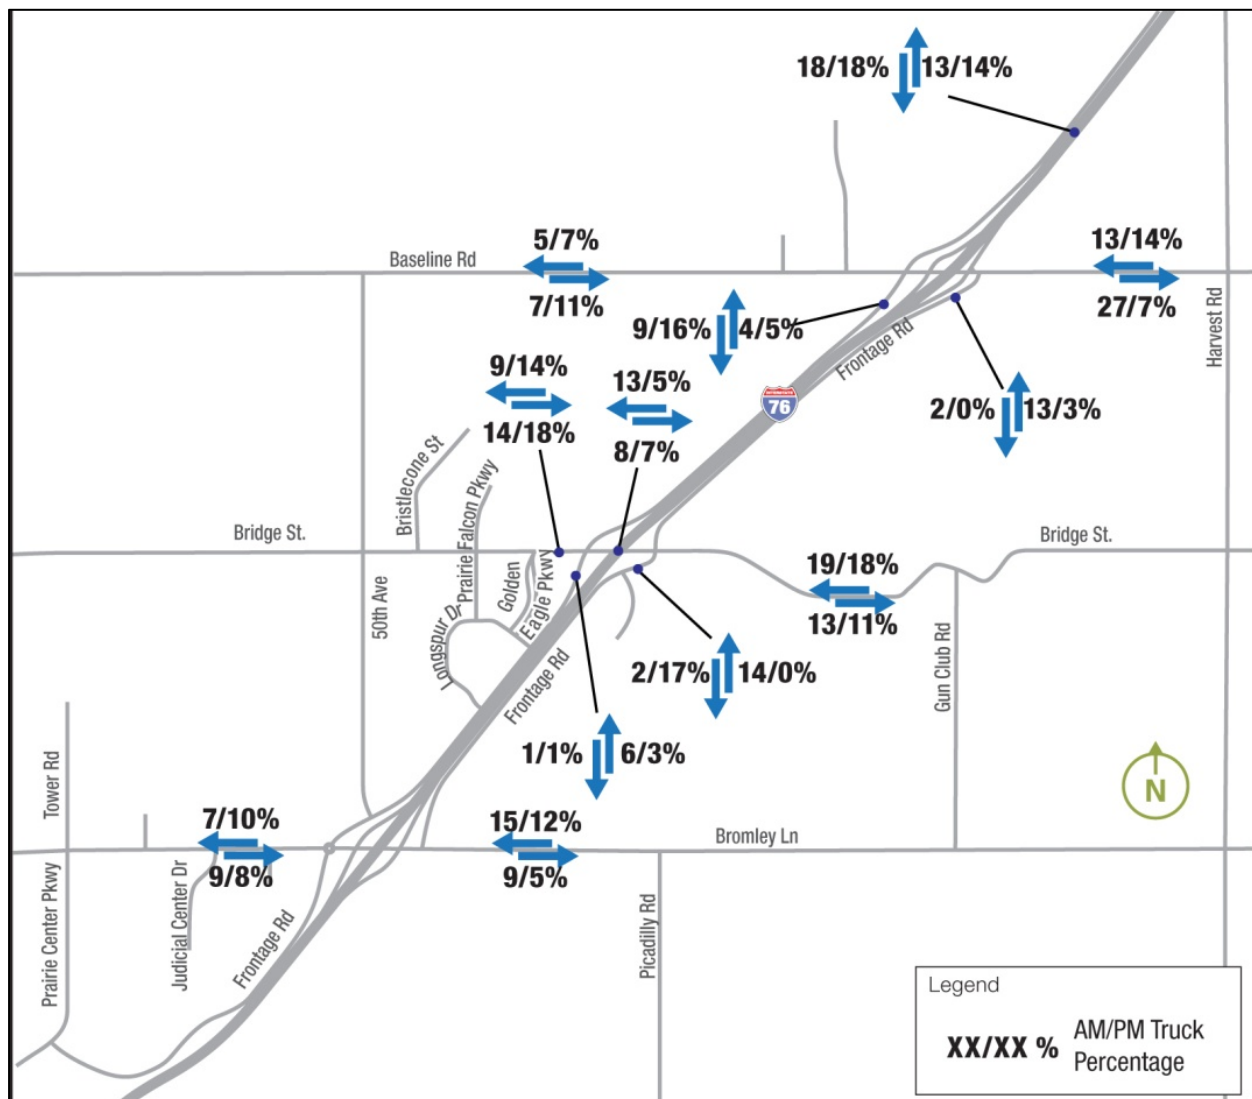 18/18%
13/14%
5/7%
Baseline Rd
7/11%
13/14%
27/7%
Harvest Rd
9/16%
4/5%
Frontage Rd
9/14%
14/18%
13/5%
8/7%
INTERSTATE
76
2/0%
13/3%
Bristlecone St
Prairie Falcon Pkwy
Bridge St.
Bridge St.
Golden
Eagle Pkwy
Longspur Dr
50th Ave
19/18%
13/11%
Gun Club Rd
Frontage Rd
2/17%
14/0%
1/1%
6/3%
N
Tower Rd
7/10%
9/8%
15/12%
9/5%
Bromley Ln
Prairie Center Pkwy
Judicial Center Dr
Frontage Rd
Picadilly Rd
Legend
XX/XX %
AM/PM Truck
Percentage